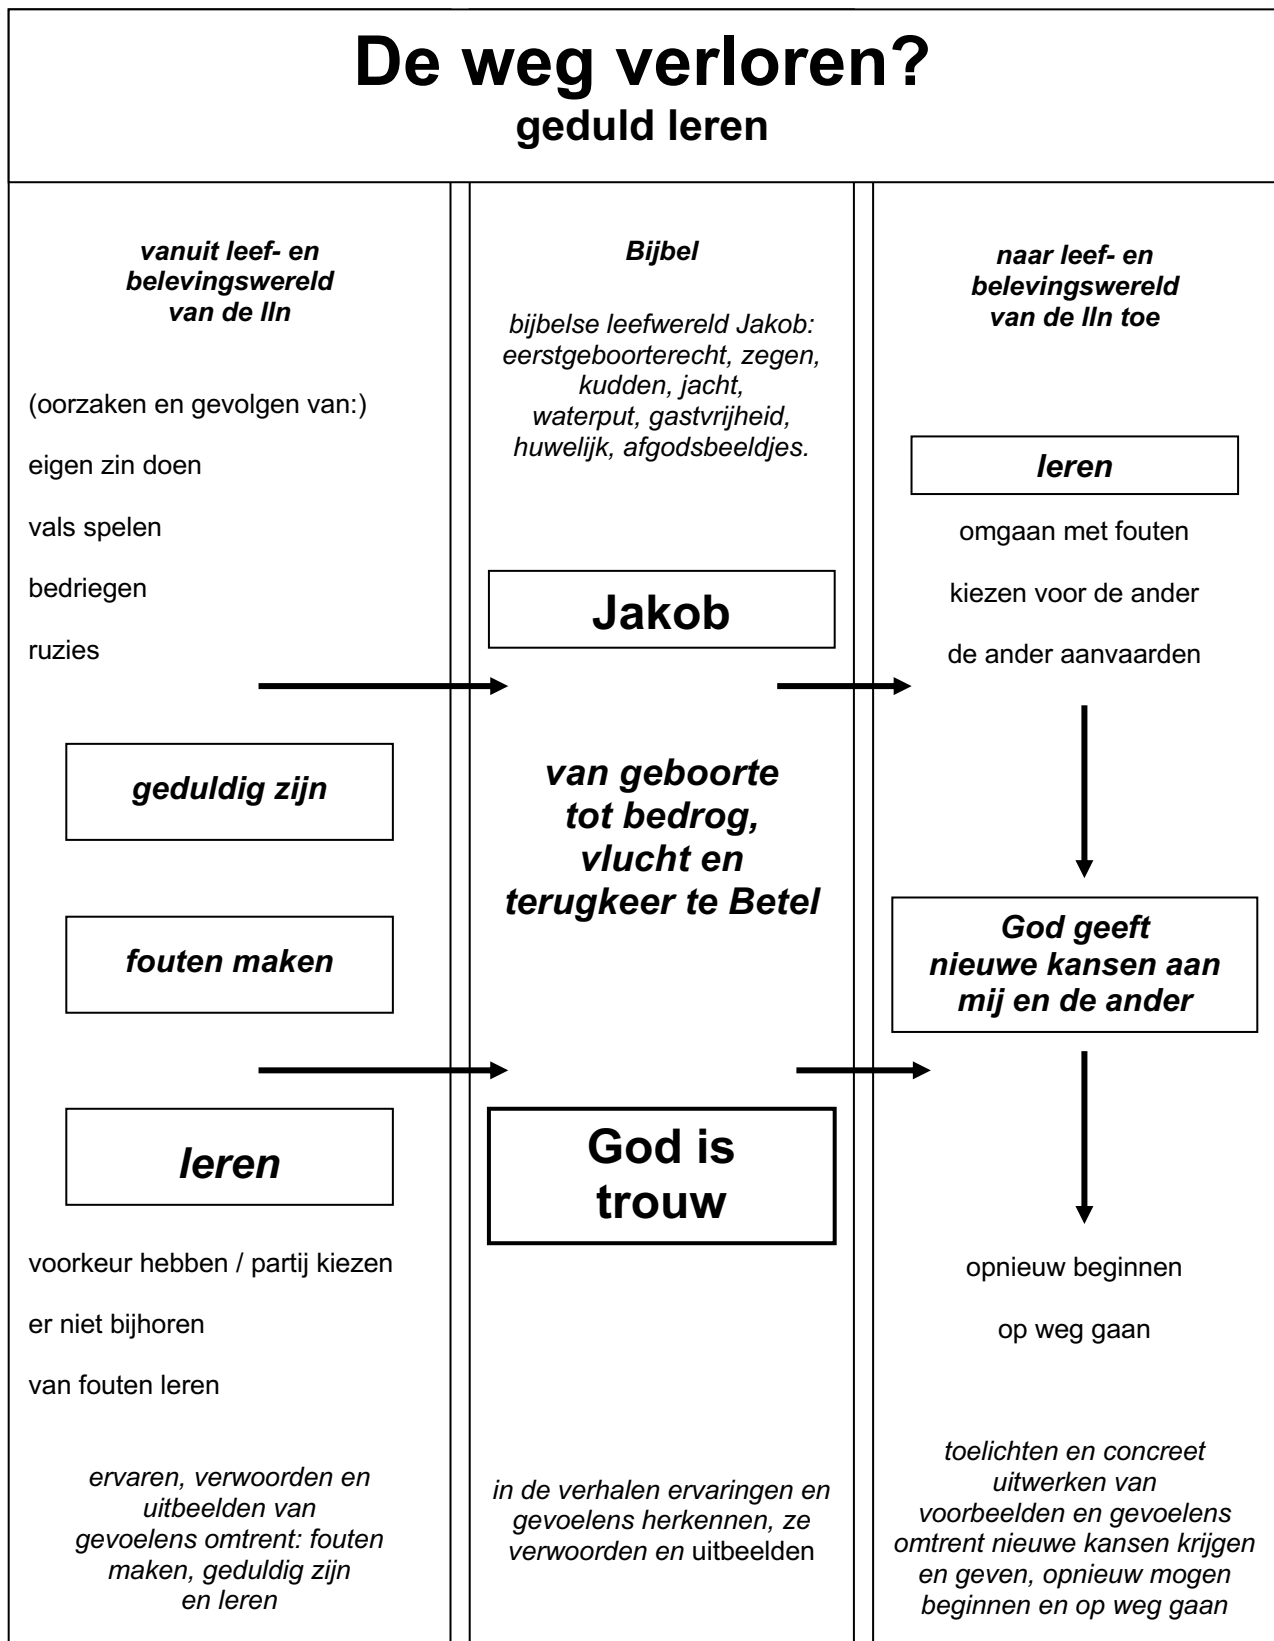 De weg verloren?
geduld leren
vanuit leef- en
belevingswereld
van de lln
(oorzaken en gevolgen van:)
eigen zin doen
vals spelen
bedriegen
ruzies
geduldig zijn
fouten maken
leren
voorkeur hebben / partij kiezen
er niet bijhoren
van fouten leren
ervaren, verwoorden en
uitbeelden van
gevoelens omtrent: fouten
maken, geduldig zijn
en leren
Bijbel
bijbelse leefwereld Jakob:
eerstgeboorterecht, zegen,
kudden, jacht,
waterput, gastvrijheid,
huwelijk, afgodsbeeldjes.
Jakob
van geboorte
tot bedrog,
vlucht en
terugkeer te Betel
God is
trouw
in de verhalen ervaringen en
gevoelens herkennen, ze
verwoorden en uitbeelden
naar leef- en
belevingswereld
van de lln toe
leren
omgaan met fouten
kiezen voor de ander
de ander aanvaarden
God geeft
nieuwe kansen aan
mij en de ander
opnieuw beginnen
op weg gaan
toelichten en concreet
uitwerken van
voorbeelden en gevoelens
omtrent nieuwe kansen krijgen
en geven, opnieuw mogen
beginnen en op weg gaan